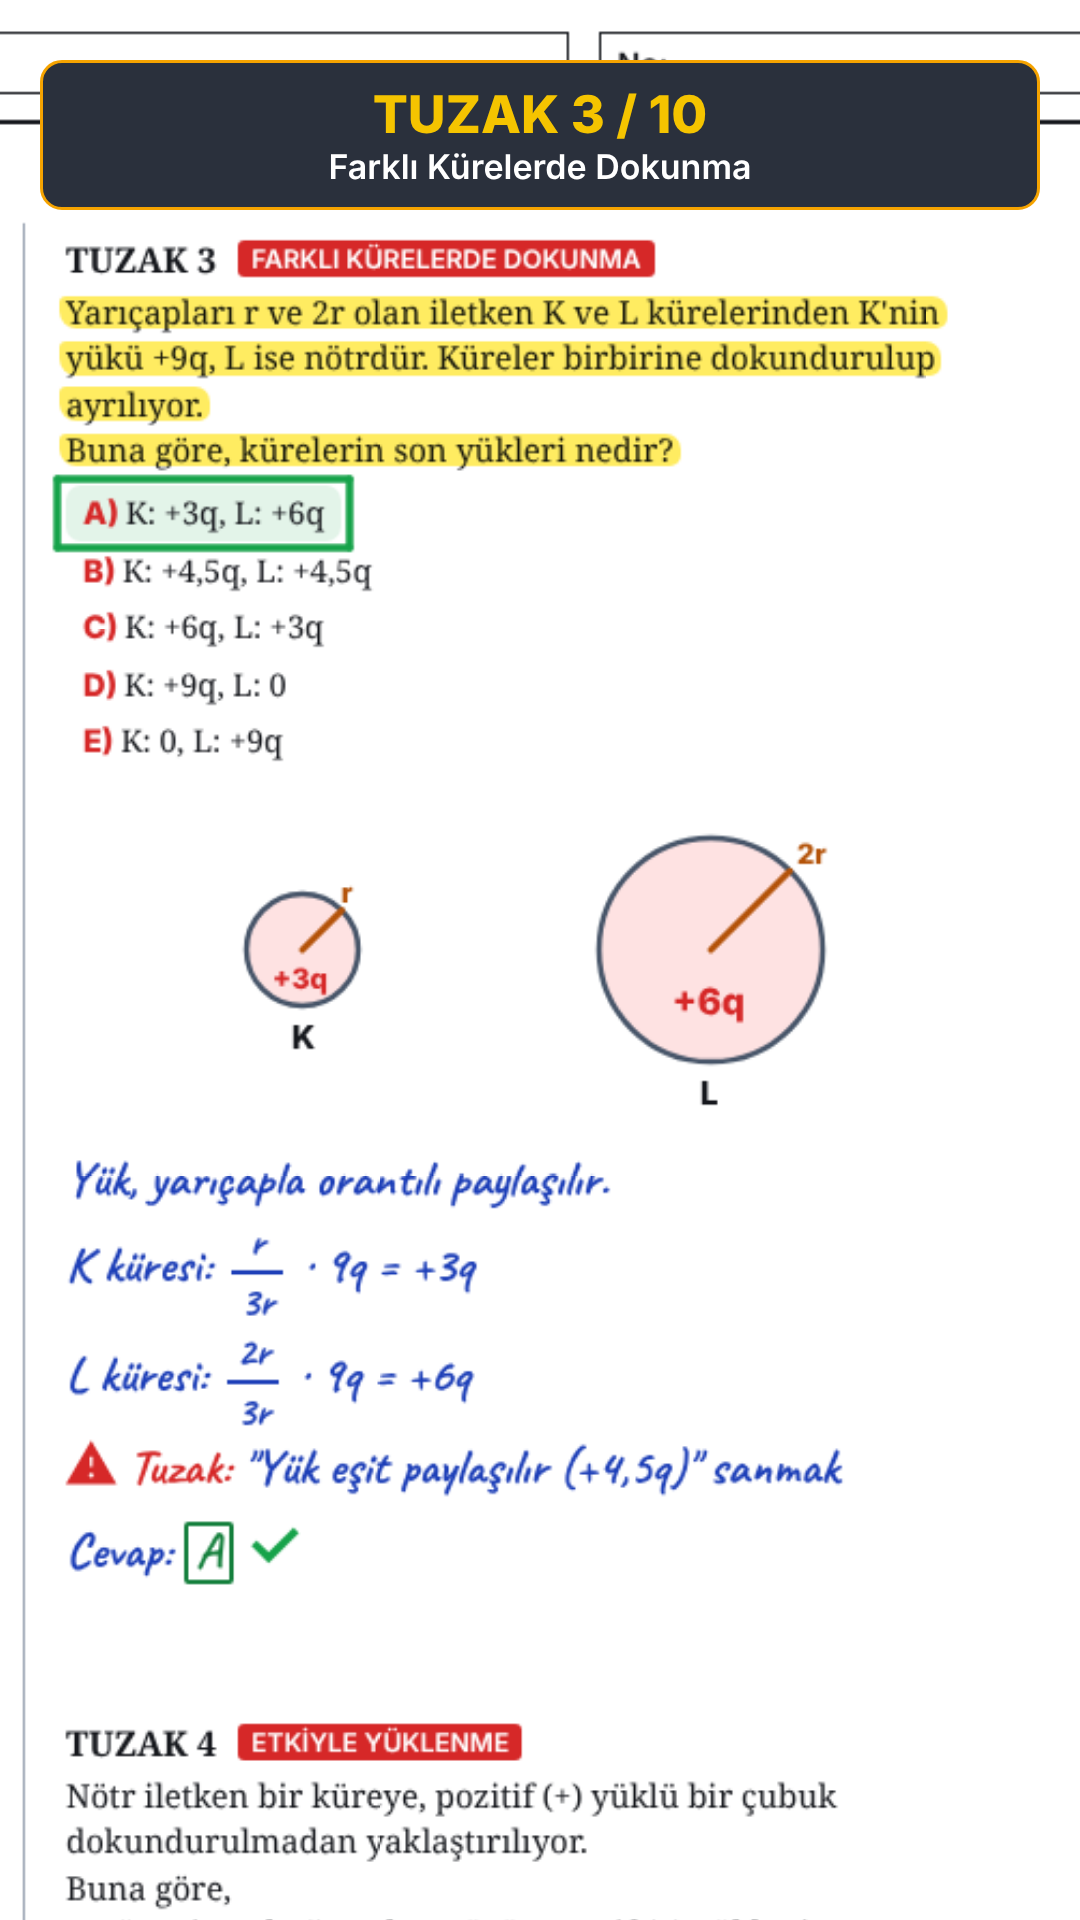 TUZAK 3 / 10
Farklı Kürelerde Dokunma
TUZAK 3 FARKLI KÜRELERDE DOKUNMA
Yarıçapları r ve 2r olan iletken K ve L kürelerinden K'nin
yükü +9q, L ise nötrdür. Küreler birbirine dokundurulup
ayrılıyor.
Buna göre, kürelerin son yükleri nedir?
A) K: +3q, L: +6q
B) K: +4,5q, L: +4,5q
C) K: +6q, L: +3q
D) K: +9q, L: 0
E) K: 0, L: +9q
r
2r
+3q
+6q
K
L
Yük, yarıçapla orantılı paylaşılır.
K küresi: r/3r · 9q = +3q
L küresi: 2r/3r · 9q = +6q
Tuzak: "Yük eşit paylaşılır (+4,5q)" sanmak
Cevap: A
TUZAK 4 ETKİYLE YÜKLENME
Nötr iletken bir küreye, pozitif (+) yüklü bir çubuk
dokundurulmadan yaklaştırılıyor.
Buna göre,